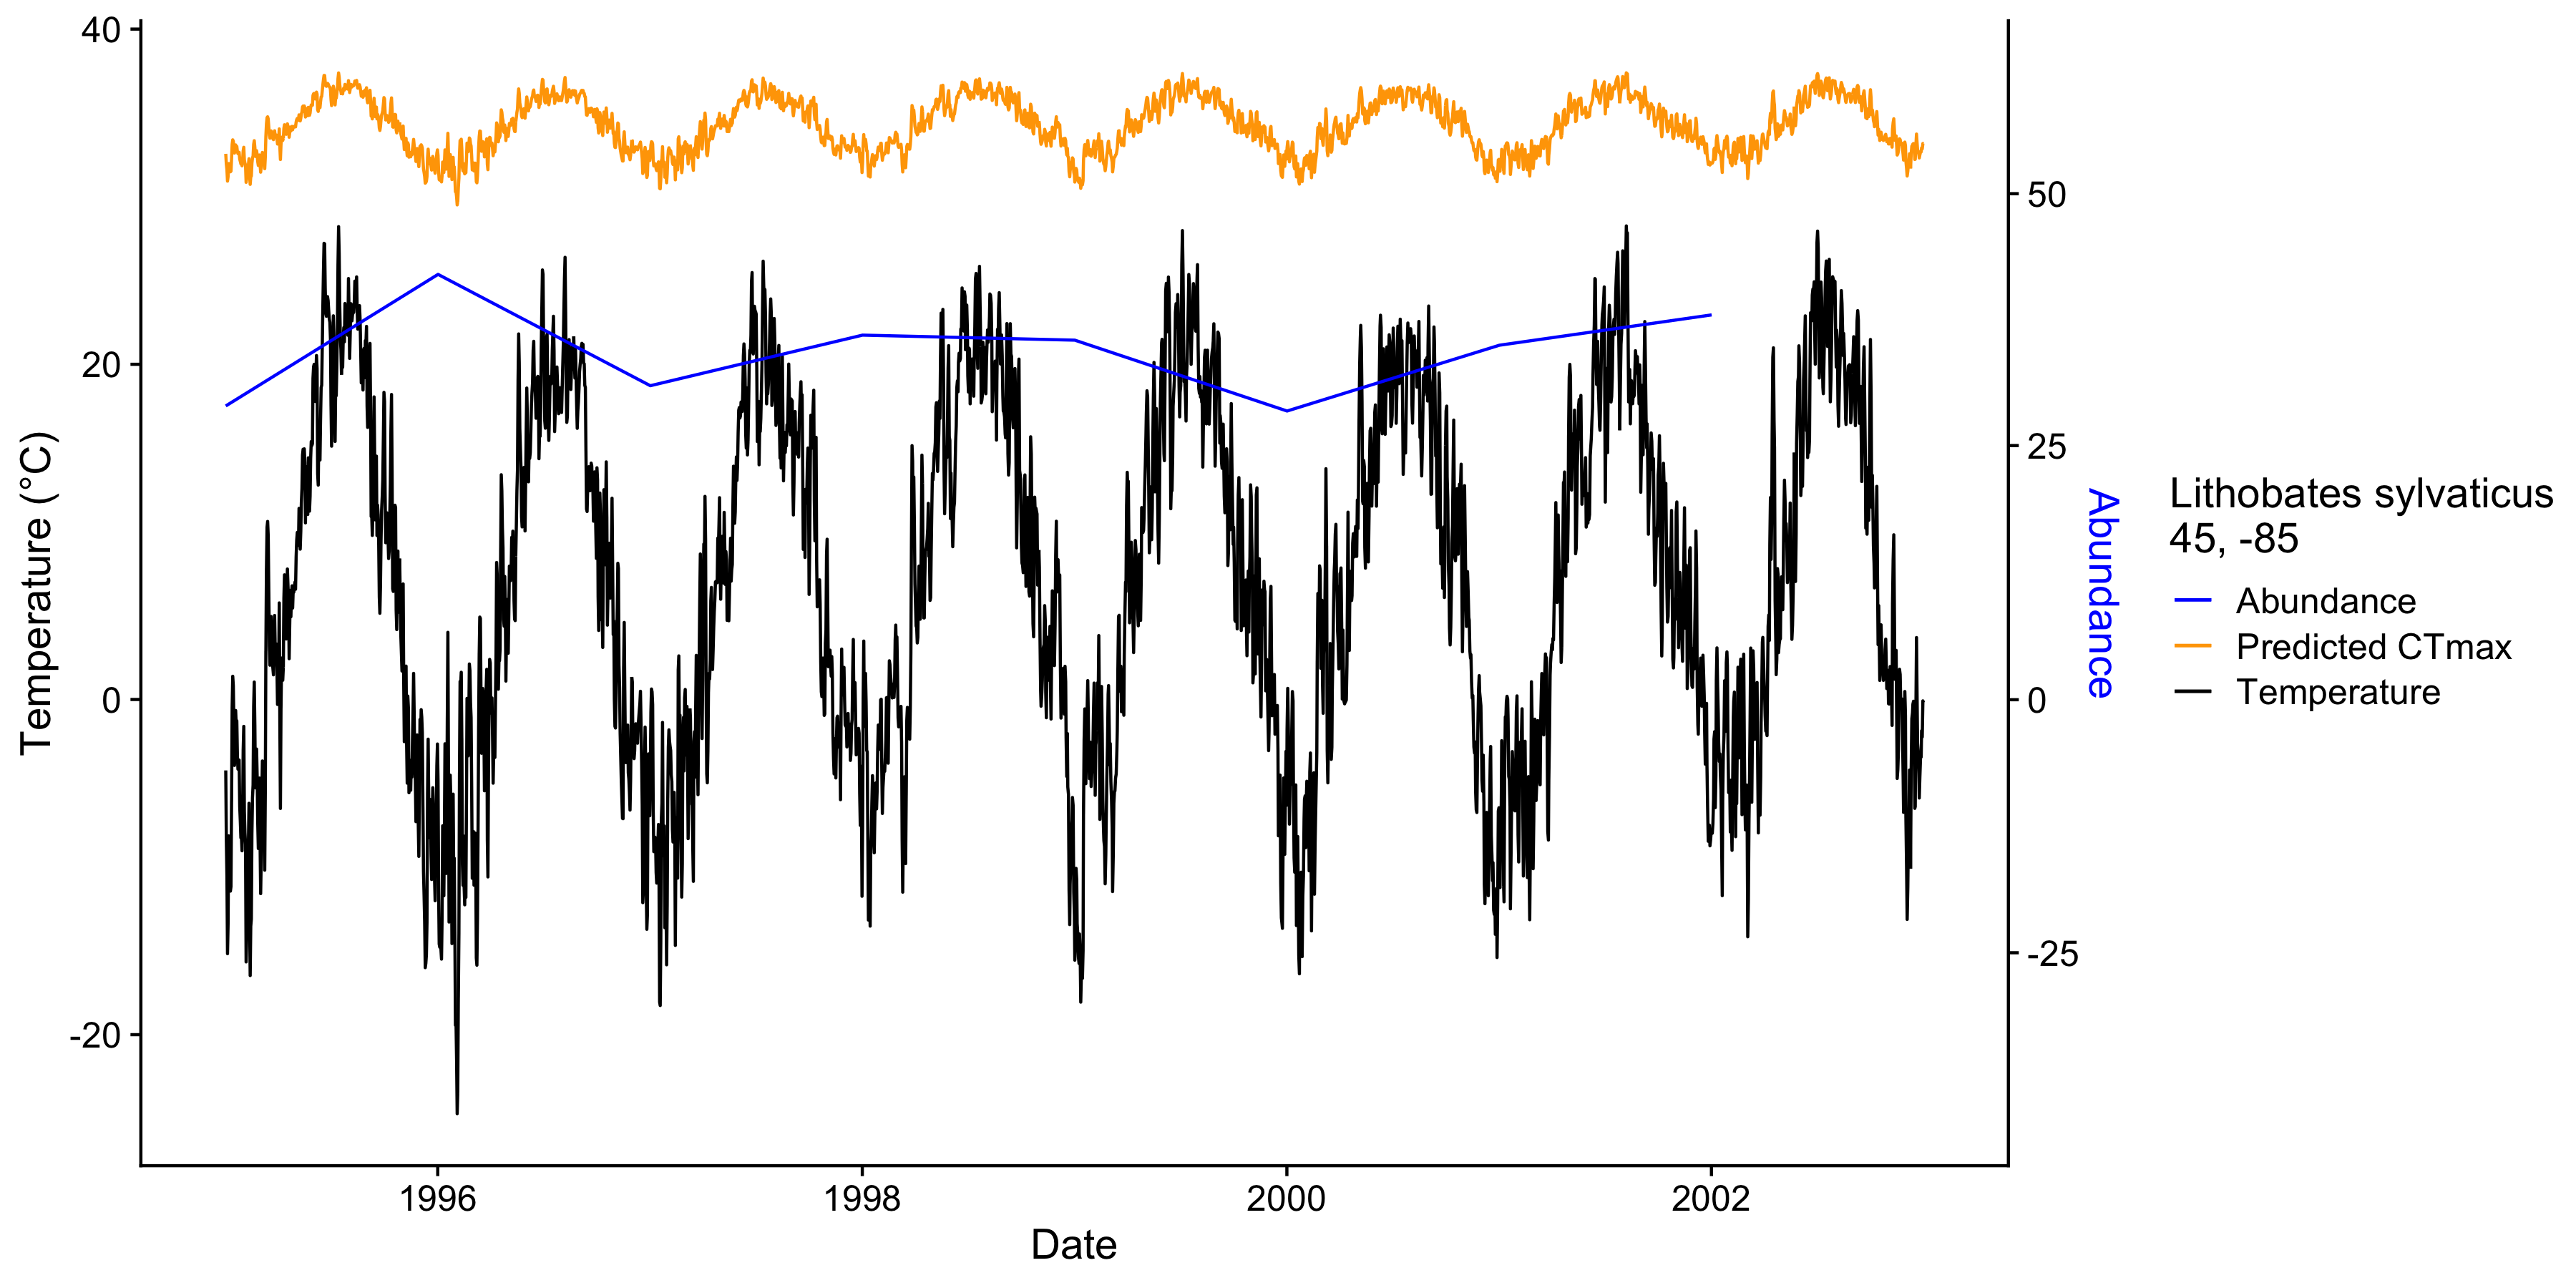 40
20
0
-20
Temperature (°C)
1996
1998
2000
2002
Date
50
25
0
-25
Abundance
Lithobates sylvaticus
45, -85
Abundance
Predicted CTmax
Temperature